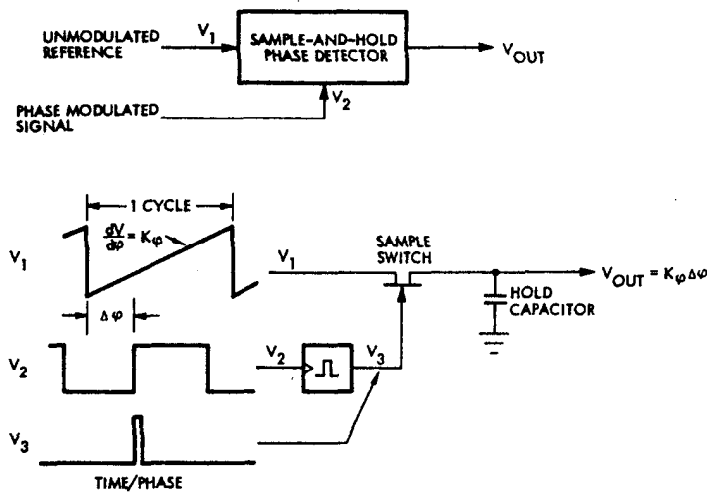 UNMODULATED
REFERENCE
V1
SAMPLE-AND-HOLD
PHASE DETECTOR
VOUT
PHASE MODULATED
SIGNAL
V2
1 CYCLE
dV/dφ = Kφ
V1
V1
SAMPLE
SWITCH
VOUT = KφΔφ
HOLD
CAPACITOR
Δφ
V2
V2
V3
V3
TIME/PHASE